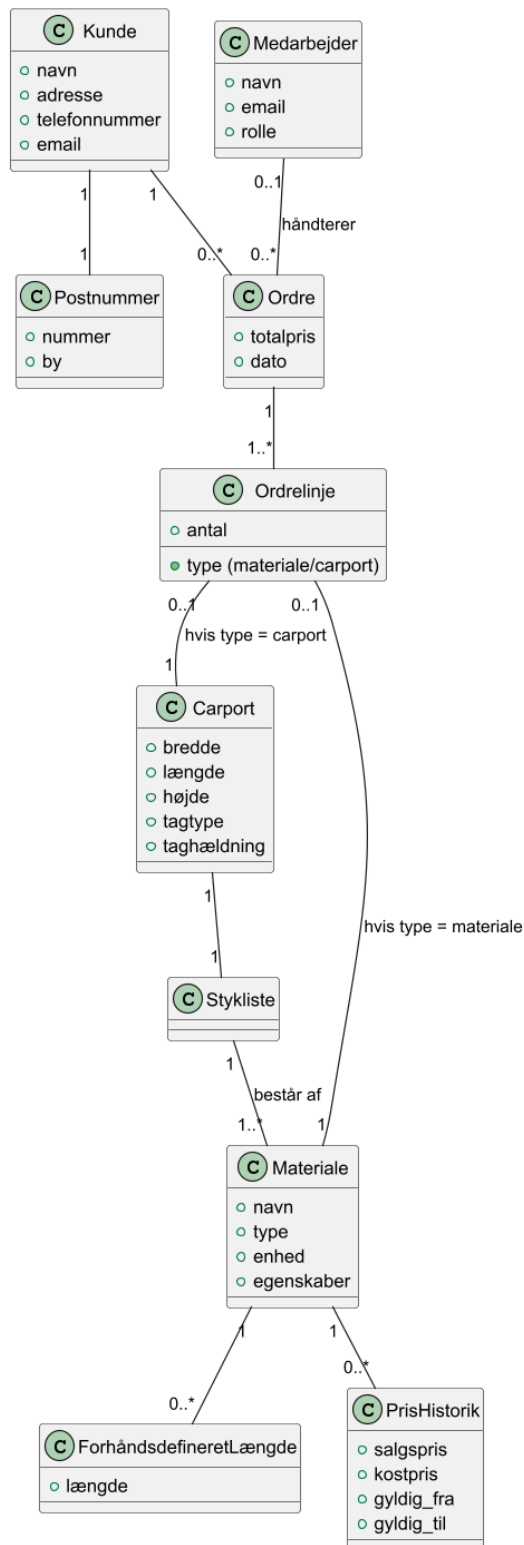 C Kunde
navn
adresse
telefonnummer
email
C Medarbejder
navn
email
rolle
1
1
0..1
håndterer
1
0..*
0..*
C Postnummer
nummer
by
C Ordre
totalpris
dato
1
1..*
C Ordrelinje
antal
type (materiale/carport)
0..1
0..1
hvis type = carport
1
C Carport
bredde
længde
højde
tagtype
taghældning
hvis type = materiale
1
1
C Stykliste
1
består af
1..*
1
C Materiale
navn
type
enhed
egenskaber
1
1
0..*
0..*
C ForhåndsdefineretLængde
længde
C PrisHistorik
salgspris
kostpris
gyldig_fra
gyldig_til